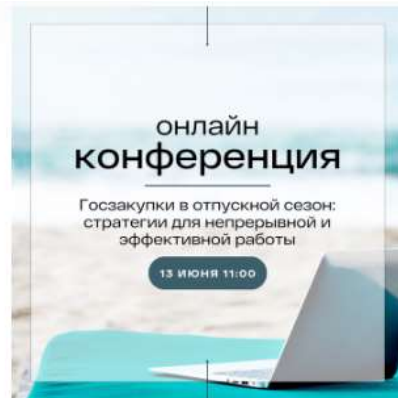 онлайн
конференция
Госзакупки в отпускной сезон:
стратегии для непрерывной и
эффективной работы
13 ИЮНЯ 11:00